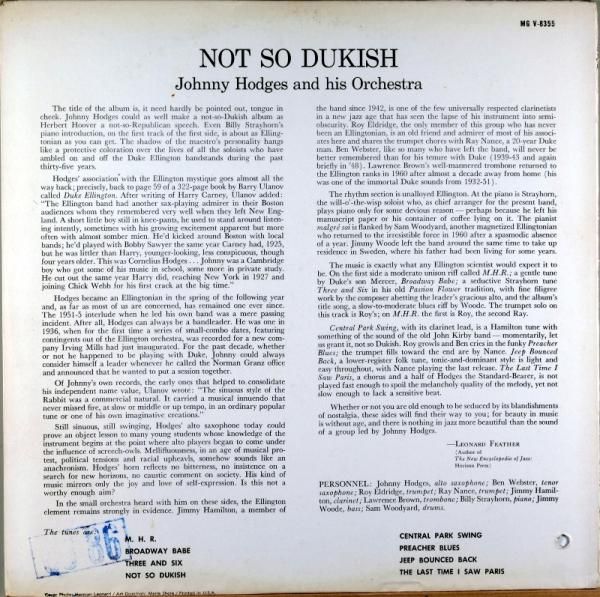 MG V-8355
NOT SO DUKISH
Johnny Hodges and his Orchestra
The title of the album is, it need hardly be pointed out, tongue in
cheek. Johnny Hodges could as well make a not-so-Dukish album as
Herbert Hoover a not-so-Republican speech. Even Billy Strayhorn's
piano introduction, on the first track of the first side, is about as Elling-
tonian as you can get. The shadow of the maestro's personality hangs
like a protective coloration over the lives of all the soloists who have
ambled on and off the Duke Ellington bandstands during the past
thirty-five years.
Hodges' association with the Ellington mystique goes almost all the
way back; precisely, back to page 59 of a 322-page book by Barry Ulanov
called Duke Ellington. After writing of Harry Carney, Ulanov added:
"The Ellington band had another sax-playing admirer in their Boston
audiences whom they remembered very well when they left New Eng-
land. A short little boy still in knee-pants, he used to stand around listen-
ing intently, sometimes with his growing excitement apparent but more
often with almost somber mien. He'd kicked around Boston with local
bands; he'd played with Bobby Sawyer the same year Carney had, 1925,
but he was littler than Harry, younger-looking, less conspicuous, though
four years older. This was Cornelius Hodges . . . Johnny was a Cambridge
boy who got some of his music in school, some more in private study.
He cut out the same year Harry did, reaching New York in 1927 and
joining Chick Webb for his first crack at the big time."
Hodges became an Ellingtonian in the spring of the following year
and, as far as most of us are concerned, has remained one ever since.
The 1951-5 interlude when he led his own band was a mere passing
incident. After all, Hodges can always be a bandleader. He was one in
1936, when for the first time a series of small-combo dates, featuring
contingents out of the Ellington orchestra, was recorded for a new com-
pany Irving Mills had just inaugurated. For the past decade, whether
or not he happened to be playing with Duke, Johnny could always
consider himself a leader whenever he called the Norman Granz office
and announced that he wanted to put a session together.
Of Johnny's own records, the early ones that helped to consolidate
his independent name value, Ulanov wrote: "The sinuous style of the
Rabbit was a commercial natural. It carried a musical innuendo that
never missed fire, at slow or middle or up tempo, in an ordinary popular
tune or one of his own imaginative creations."
Still sinuous, still swinging, Hodges' alto saxophone today could
prove an object lesson to many young students whose knowledge of the
instrument begins at the point where alto players began to come under
the influence of screech-owls. Mellifluousness, in an age of musical pro-
test, political tensions and racial upheavals, somehow sounds like an
anachronism. Hodges' horn reflects no bitterness, no insistence on a
search for new horizons, no caustic comment on society. His kind of
music mirrors only the joy and love of self-expression. Is this not a
worthy enough aim?
In the small orchestra heard with him on these sides, the Ellington
element remains strongly in evidence. Jimmy Hamilton, a member of
the band since 1942, is one of the few universally respected clarinetists
in a new jazz age that has seen the lapse of his instrument into semi-
obscurity. Roy Eldridge, the only member of this group who has never
been an Ellingtonian, is an old friend and admirer of most of his associ-
ates here and shares the trumpet chores with Ray Nance, a 20-year Duke
man. Ben Webster, like so many who have left the band, will never be
better remembered than for his tenure with Duke (1939-43 and again
briefly in '48). Lawrence Brown's well-mannered trombone returned to
the Ellington ranks in 1960 after almost a decade away from home (his
was one of the immortal Duke sounds from 1932-51).
The rhythm section is unalloyed Ellington. At the piano is Strayhorn,
the will-o'-the-wisp soloist who, as chief arranger for the present band,
plays piano only for some devious reason — perhaps because he left his
manuscript paper or his container of coffee lying on it. The pianist
malgré soi is flanked by Sam Woodyard, another magnetized Ellingtonian
who returned to the irresistible force in 1960 after a spasmodic absence
of a year. Jimmy Woode left the band around the same time to take up
residence in Sweden, where his father had been living for some years.
The music is exactly what any Ellington scientist would expect it to
be. On the first side a moderato unison riff called M.H.R.; a gentle tune
by Duke's son Mercer, Broadway Babe; a seductive Strayhorn tune
Three and Six in his old Passion Flower tradition, with fine filigree
work by the composer abetting the leader's gracious alto, and the album's
title song, a slow-to-moderate blues riff by Woode. The trumpet solo on
this track is Roy's; on M.H.R. the first is Roy, the second Ray.
Central Park Swing, with its clarinet lead, is a Hamilton tune with
something of the sound of the old John Kirby band — momentarily, let
us grant it, not so Dukish. Roy growls and Ben cries in the funky Preacher
Blues; the trumpet fills toward the end are by Nance. Jeep Bounced
Back, a lower-register folk tune, tonic-and-dominant style is light and
easy throughout, with Nance playing the last release. The Last Time I
Saw Paris, a chorus and a half of Hodges the Standard-Bearer, is not
played fast enough to spoil the melancholy quality of the melody, yet not
slow enough to lack a sensitive beat.
Whether or not you are old enough to be seduced by its blandishments
of nostalgia, these sides will find their way to you; for beauty in music
is without age, and there is nothing in jazz more beautiful than the sound
of a group led by Johnny Hodges.
—LEONARD FEATHER
(Author of
The New Encyclopedia of Jazz:
Horizon Press)
PERSONNEL: Johnny Hodges, alto saxophone; Ben Webster, tenor
saxophone; Roy Eldridge, trumpet; Ray Nance, trumpet; Jimmy Hamil-
ton, clarinet; Lawrence Brown, trombone; Billy Strayhorn, piano; Jimmy
Woode, bass; Sam Woodyard, drums.
The tunes are:
M. H. R.
BROADWAY BABE
THREE AND SIX
NOT SO DUKISH
CENTRAL PARK SWING
PREACHER BLUES
JEEP BOUNCED BACK
THE LAST TIME I SAW PARIS
Cover Photo: Herman Leonard / Art Direction: Merle Shore / Printed in U.S.A.